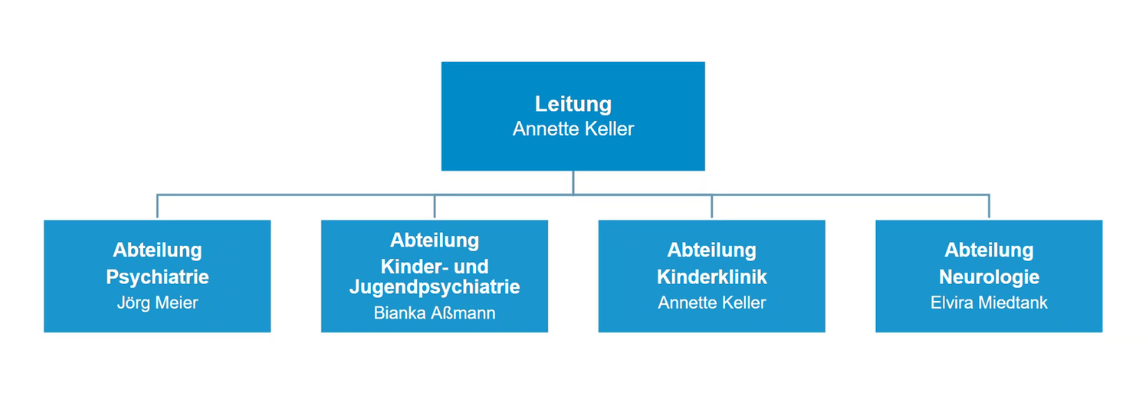 Leitung
Annette Keller
Abteilung
Psychiatrie
Jörg Meier
Abteilung
Kinder- und
Jugendpsychiatrie
Bianka Aßmann
Abteilung
Kinderklinik
Annette Keller
Abteilung
Neurologie
Elvira Miedtank